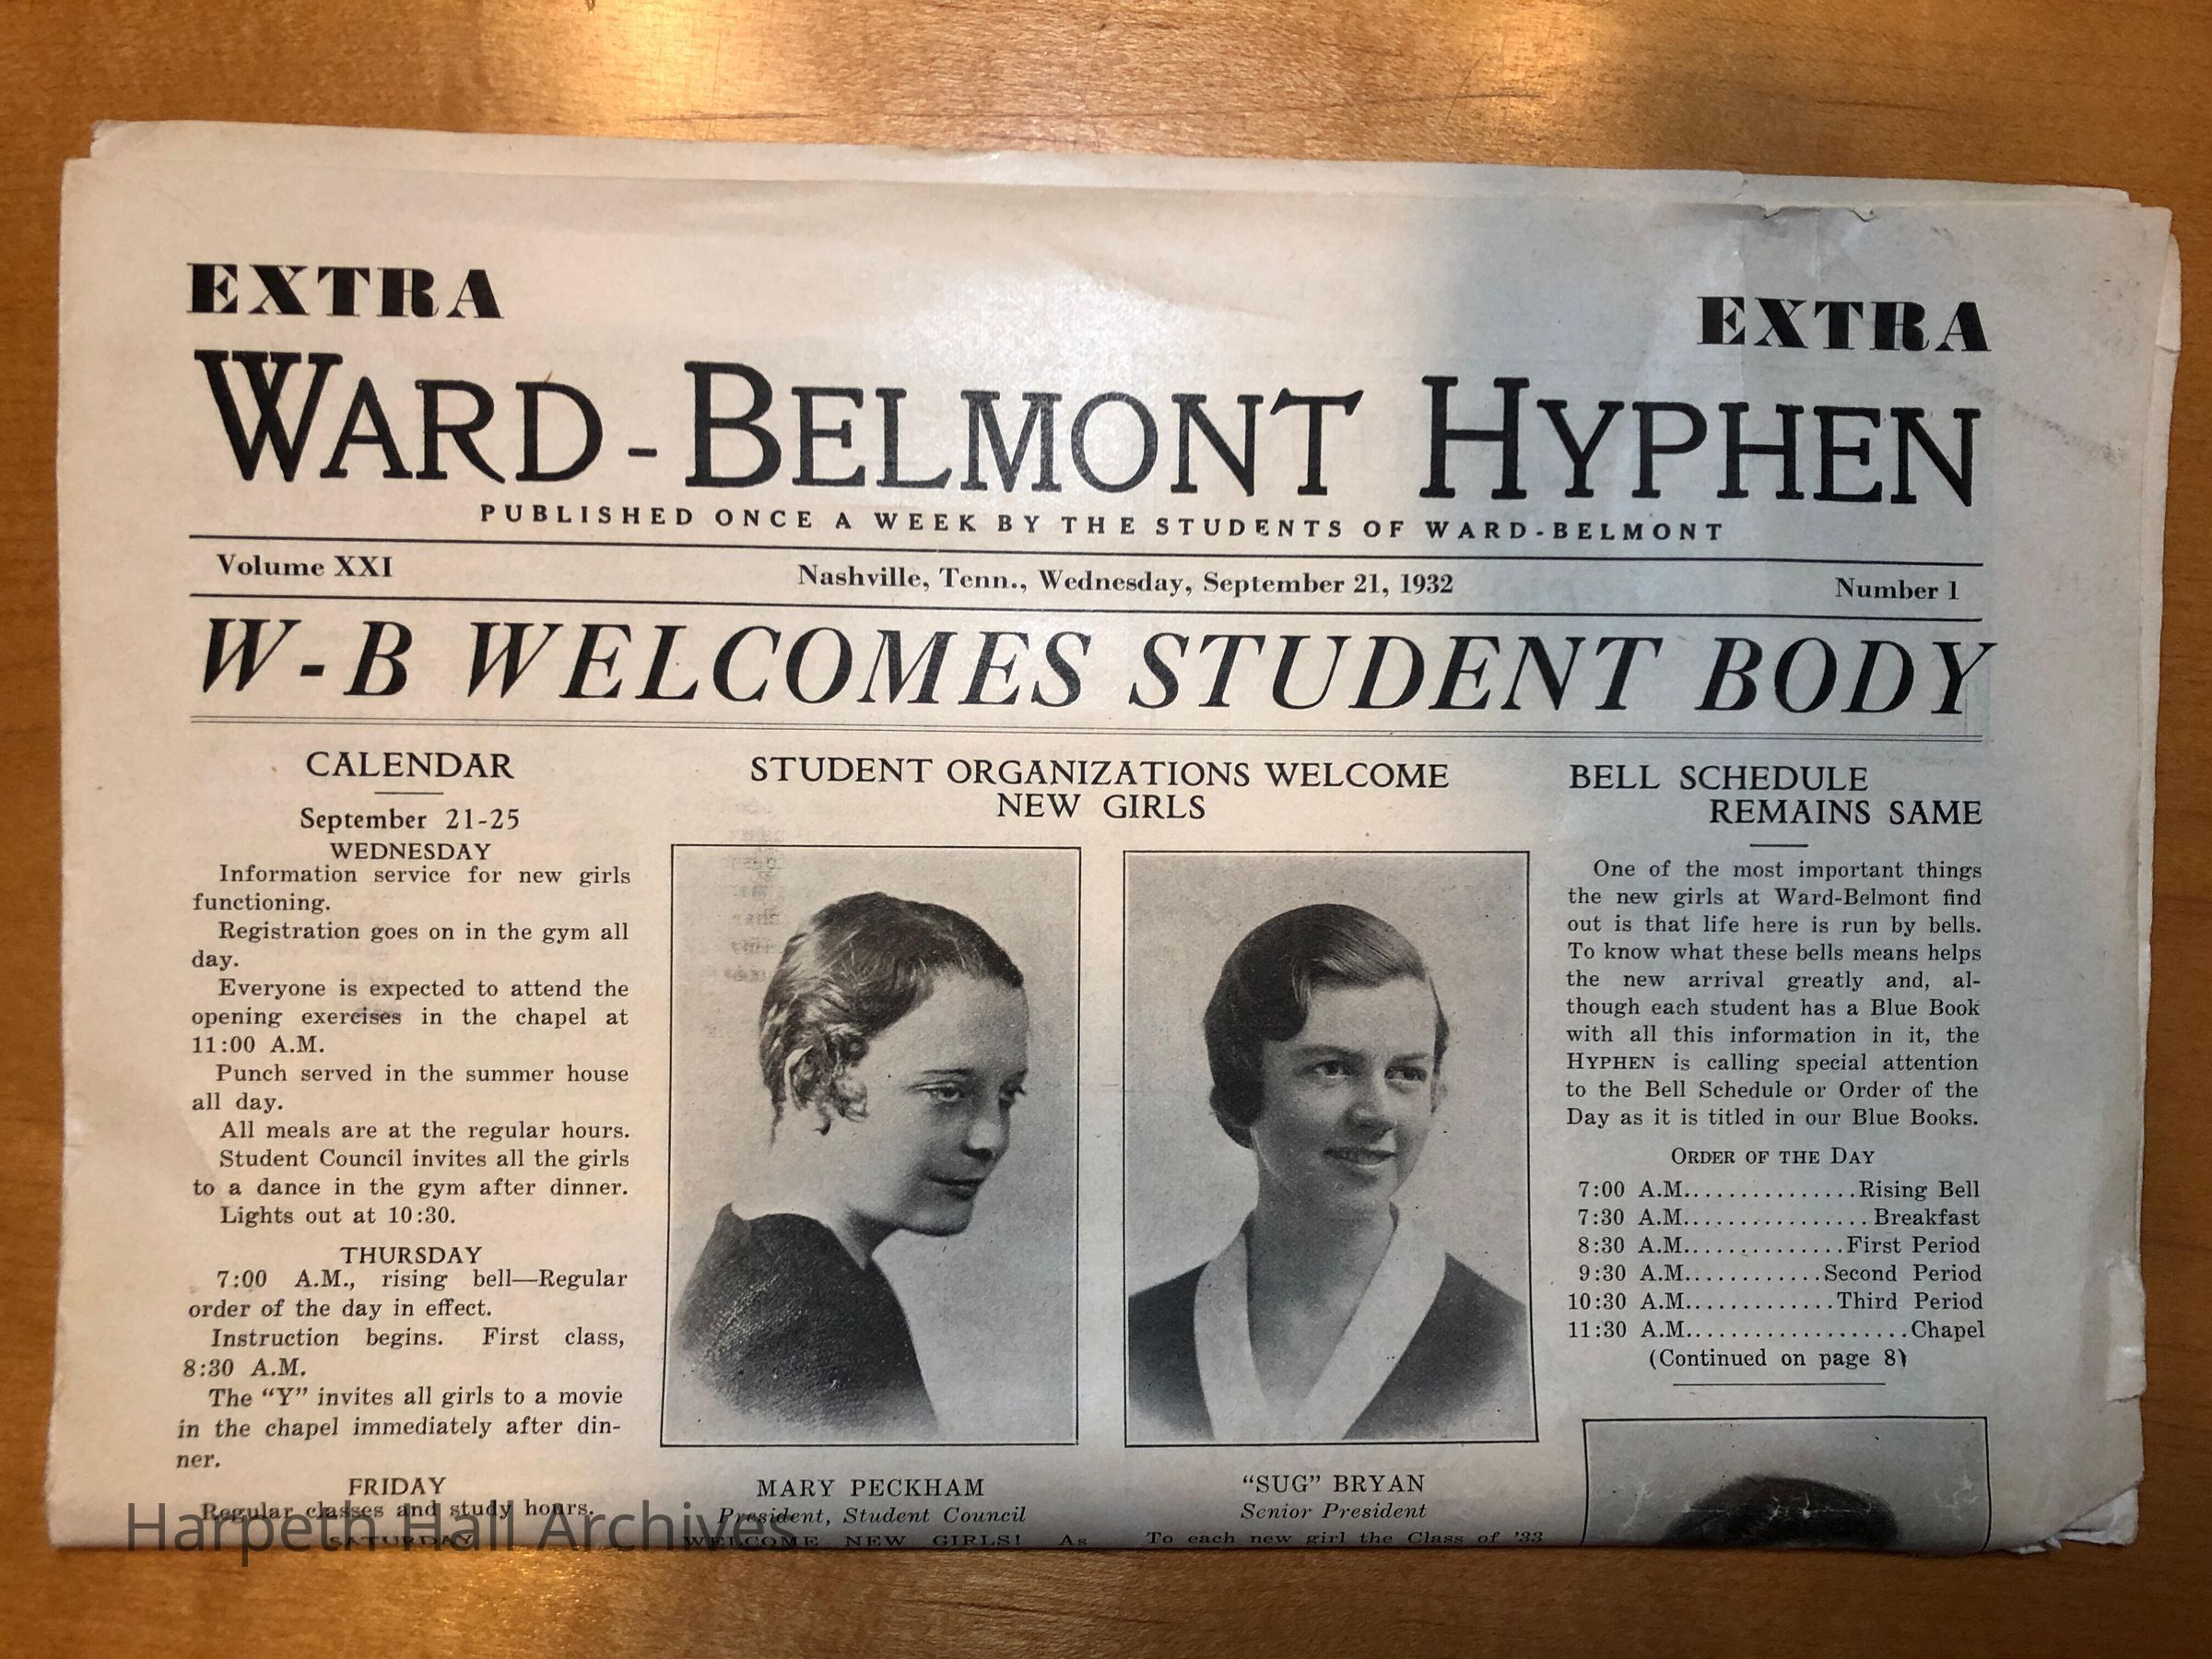 EXTRA
EXTRA
WARD-BELMONT HYPHEN
PUBLISHED ONCE A WEEK BY THE STUDENTS OF WARD-BELMONT
Volume XXI
Nashville, Tenn., Wednesday, September 21, 1932
Number 1
W-B WELCOMES STUDENT BODY
CALENDAR
September 21-25
WEDNESDAY
Information service for new girls
functioning.
Registration goes on in the gym all
day.
Everyone is expected to attend the
opening exercises in the chapel at
11:00 A.M.
Punch served in the summer house
all day.
All meals are at the regular hours.
Student Council invites all the girls
to a dance in the gym after dinner.
Lights out at 10:30.
THURSDAY
7:00 A.M., rising bell—Regular
order of the day in effect.
Instruction begins. First class,
8:30 A.M.
The “Y” invites all girls to a movie
in the chapel immediately after din-
ner.
FRIDAY
Regular classes and study hours.
SATURDAY
STUDENT ORGANIZATIONS WELCOME
NEW GIRLS
MARY PECKHAM
President, Student Council
WELCOME NEW GIRLS! As
“SUG” BRYAN
Senior President
To each new girl the Class of '33
BELL SCHEDULE
REMAINS SAME
One of the most important things
the new girls at Ward-Belmont find
out is that life here is run by bells.
To know what these bells means helps
the new arrival greatly and, al-
though each student has a Blue Book
with all this information in it, the
HYPHEN is calling special attention
to the Bell Schedule or Order of the
Day as it is titled in our Blue Books.
ORDER OF THE DAY
7:00 A.M...............Rising Bell
7:30 A.M................Breakfast
8:30 A.M..............First Period
9:30 A.M............Second Period
10:30 A.M.............Third Period
11:30 A.M...................Chapel
(Continued on page 8)
Harpeth Hall Archives